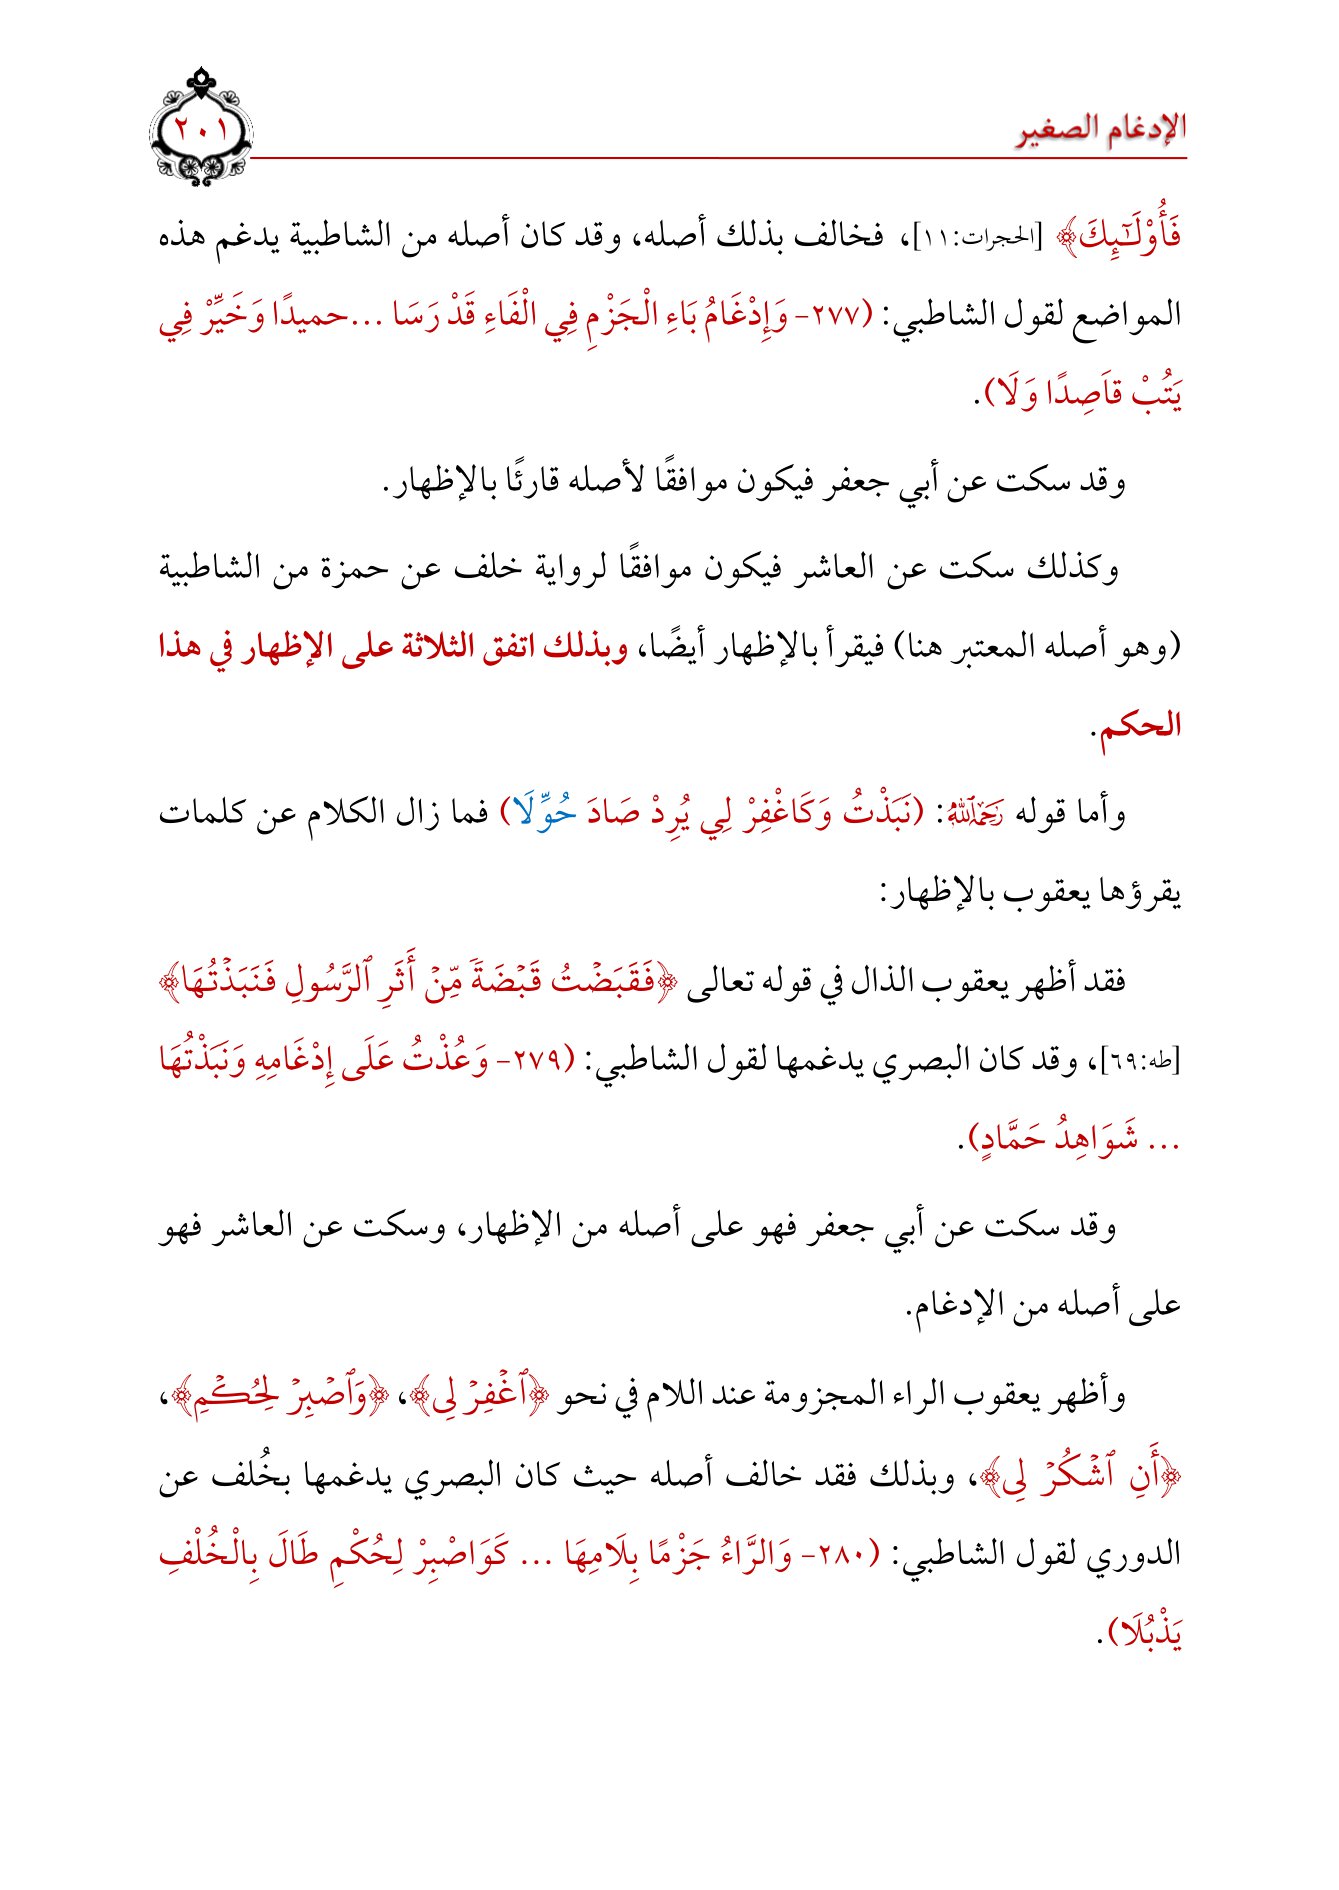 الإدغام الصغير
٢٠١
فَأُوْلَٰٓئِكَ﴾ [الحجرات:١١]، فخالف بذلك أصله، وقد كان أصله من الشاطبية يدغم هذه
المواضع لقول الشاطبي: (٢٧٧- وَإِدْغَامُ بَاءِ الْجَزْمِ فِي الْفَاءِ قَدْ رَسَا ...حميدًا وَخَيِّرْ فِي
يَتُبْ قاَصِدًا وَلَا).
وقد سكت عن أبي جعفر فيكون موافقًا لأصله قارئًا بالإظهار.
وكذلك سكت عن العاشر فيكون موافقًا لرواية خلف عن حمزة من الشاطبية
(وهو أصله المعتبر هنا) فيقرأ بالإظهار أيضًا، وبذلك اتفق الثلاثة على الإظهار في هذا
الحكم.
وأما قوله رَحِمَهُ ٱللَّهُ: (نَبَذْتُ وَكَاغْفِرْ لِي يُرِدْ صَادَ حُوِّلَا) فما زال الكلام عن كلمات
يقرؤها يعقوب بالإظهار:
فقد أظهر يعقوب الذال في قوله تعالى ﴿فَقَبَضۡتُ قَبۡضَةٗ مِّنۡ أَثَرِ ٱلرَّسُولِ فَنَبَذۡتُهَا﴾
[طه:٦٩]، وقد كان البصري يدغمها لقول الشاطبي: (٢٧٩- وَعُذْتُ عَلَى إِدْغَامِهِ وَنَبَذْتُهَا
... شَوَاهِدُ حَمَّادٍ).
وقد سكت عن أبي جعفر فهو على أصله من الإظهار، وسكت عن العاشر فهو
على أصله من الإدغام.
وأظهر يعقوب الراء المجزومة عند اللام في نحو ﴿ٱغۡفِرۡ لِى﴾، ﴿وَٱصۡبِرۡ لِحُكۡمِ﴾،
﴿أَنِ ٱشۡكُرۡ لِى﴾، وبذلك فقد خالف أصله حيث كان البصري يدغمها بخُلف عن
الدوري لقول الشاطبي: (٢٨٠- وَالرَّاءُ جَزْمًا بِلَامِهَا ... كَوَاصْبِرْ لِحُكْمِ طَالَ بِالْخُلْفِ
يَذْبُلَا).